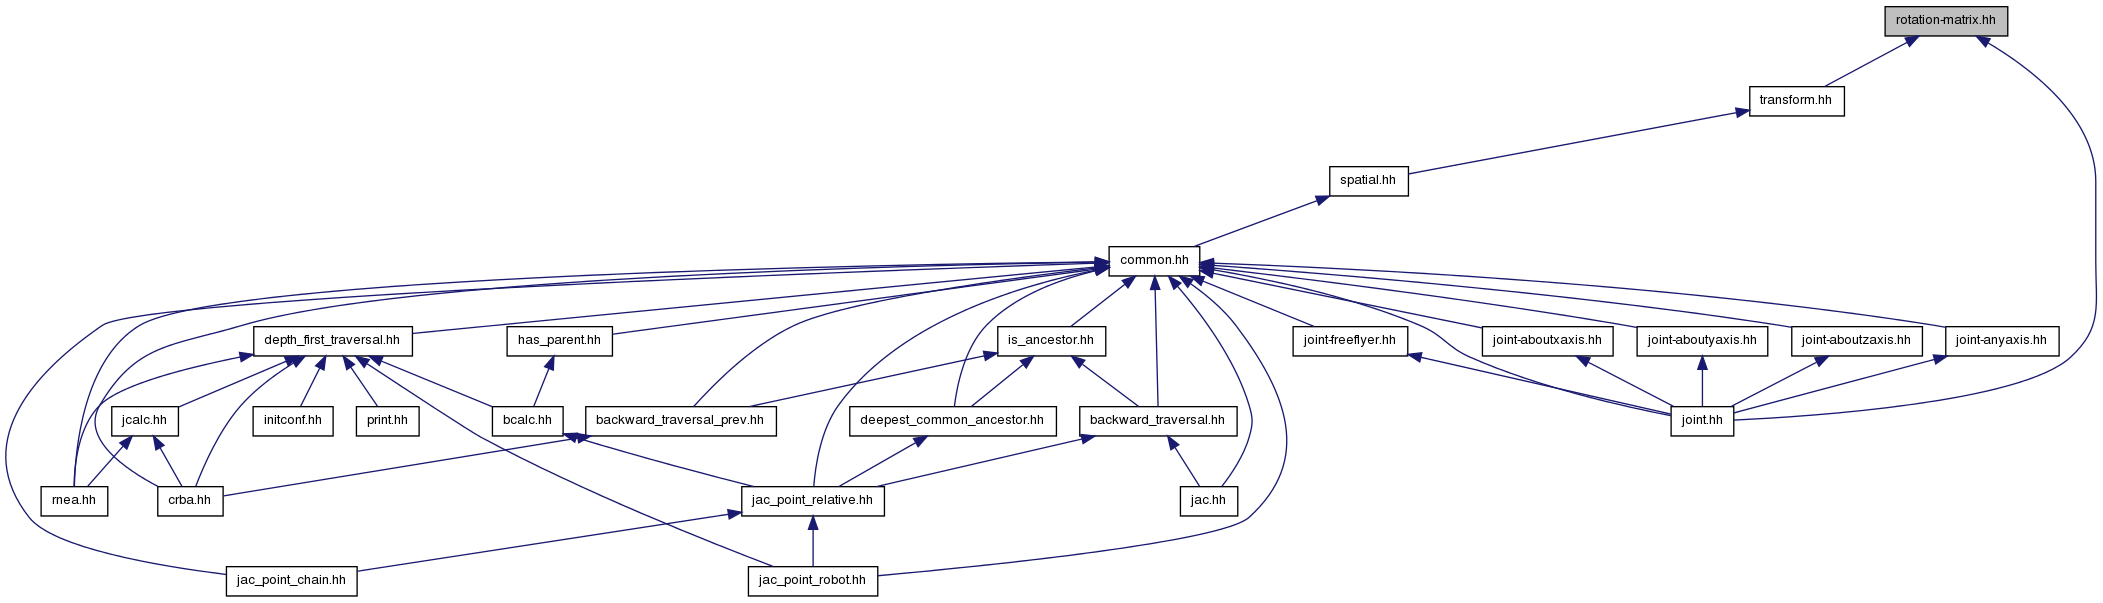 rotation-matrix.hh
transform.hh
spatial.hh
common.hh
depth_first_traversal.hh
has_parent.hh
is_ancestor.hh
joint-freeflyer.hh
joint-aboutxaxis.hh
joint-aboutyaxis.hh
joint-aboutzaxis.hh
joint-anyaxis.hh
jcalc.hh
initconf.hh
print.hh
bcalc.hh
backward_traversal_prev.hh
deepest_common_ancestor.hh
backward_traversal.hh
joint.hh
rnea.hh
crba.hh
jac_point_relative.hh
jac.hh
jac_point_chain.hh
jac_point_robot.hh